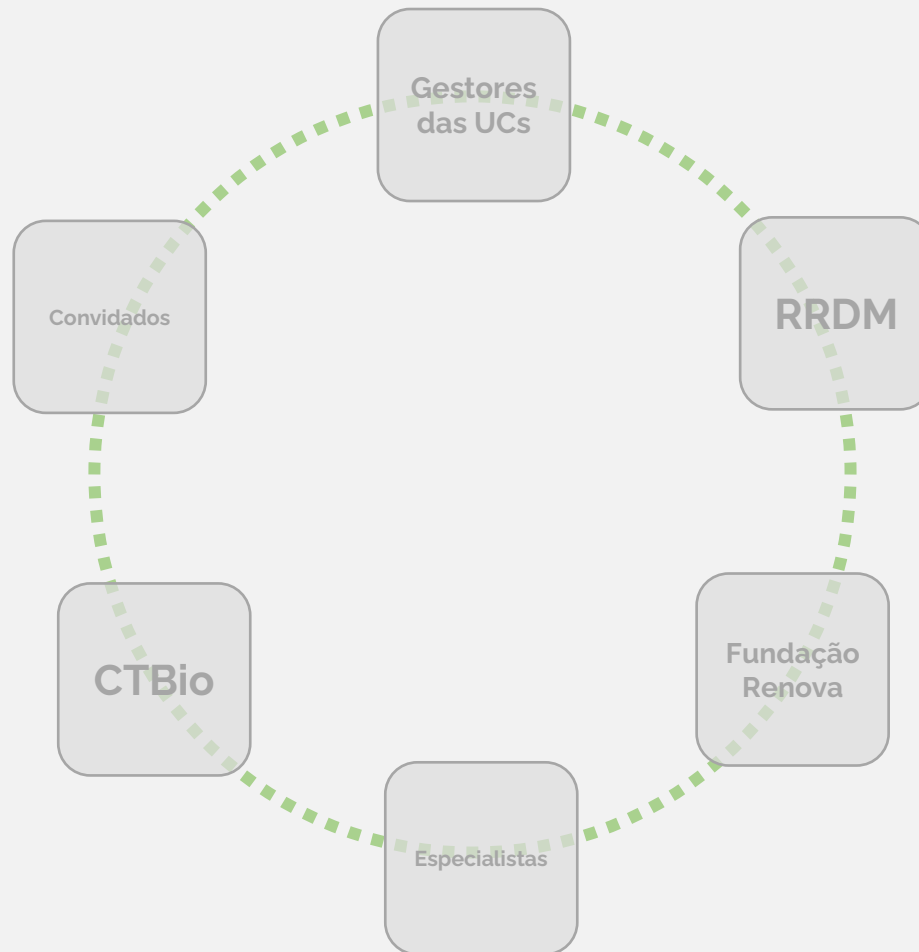 Gestores
das UCs
Convidados
RRDM
Fundação
Renova
CTBio
Especialistas